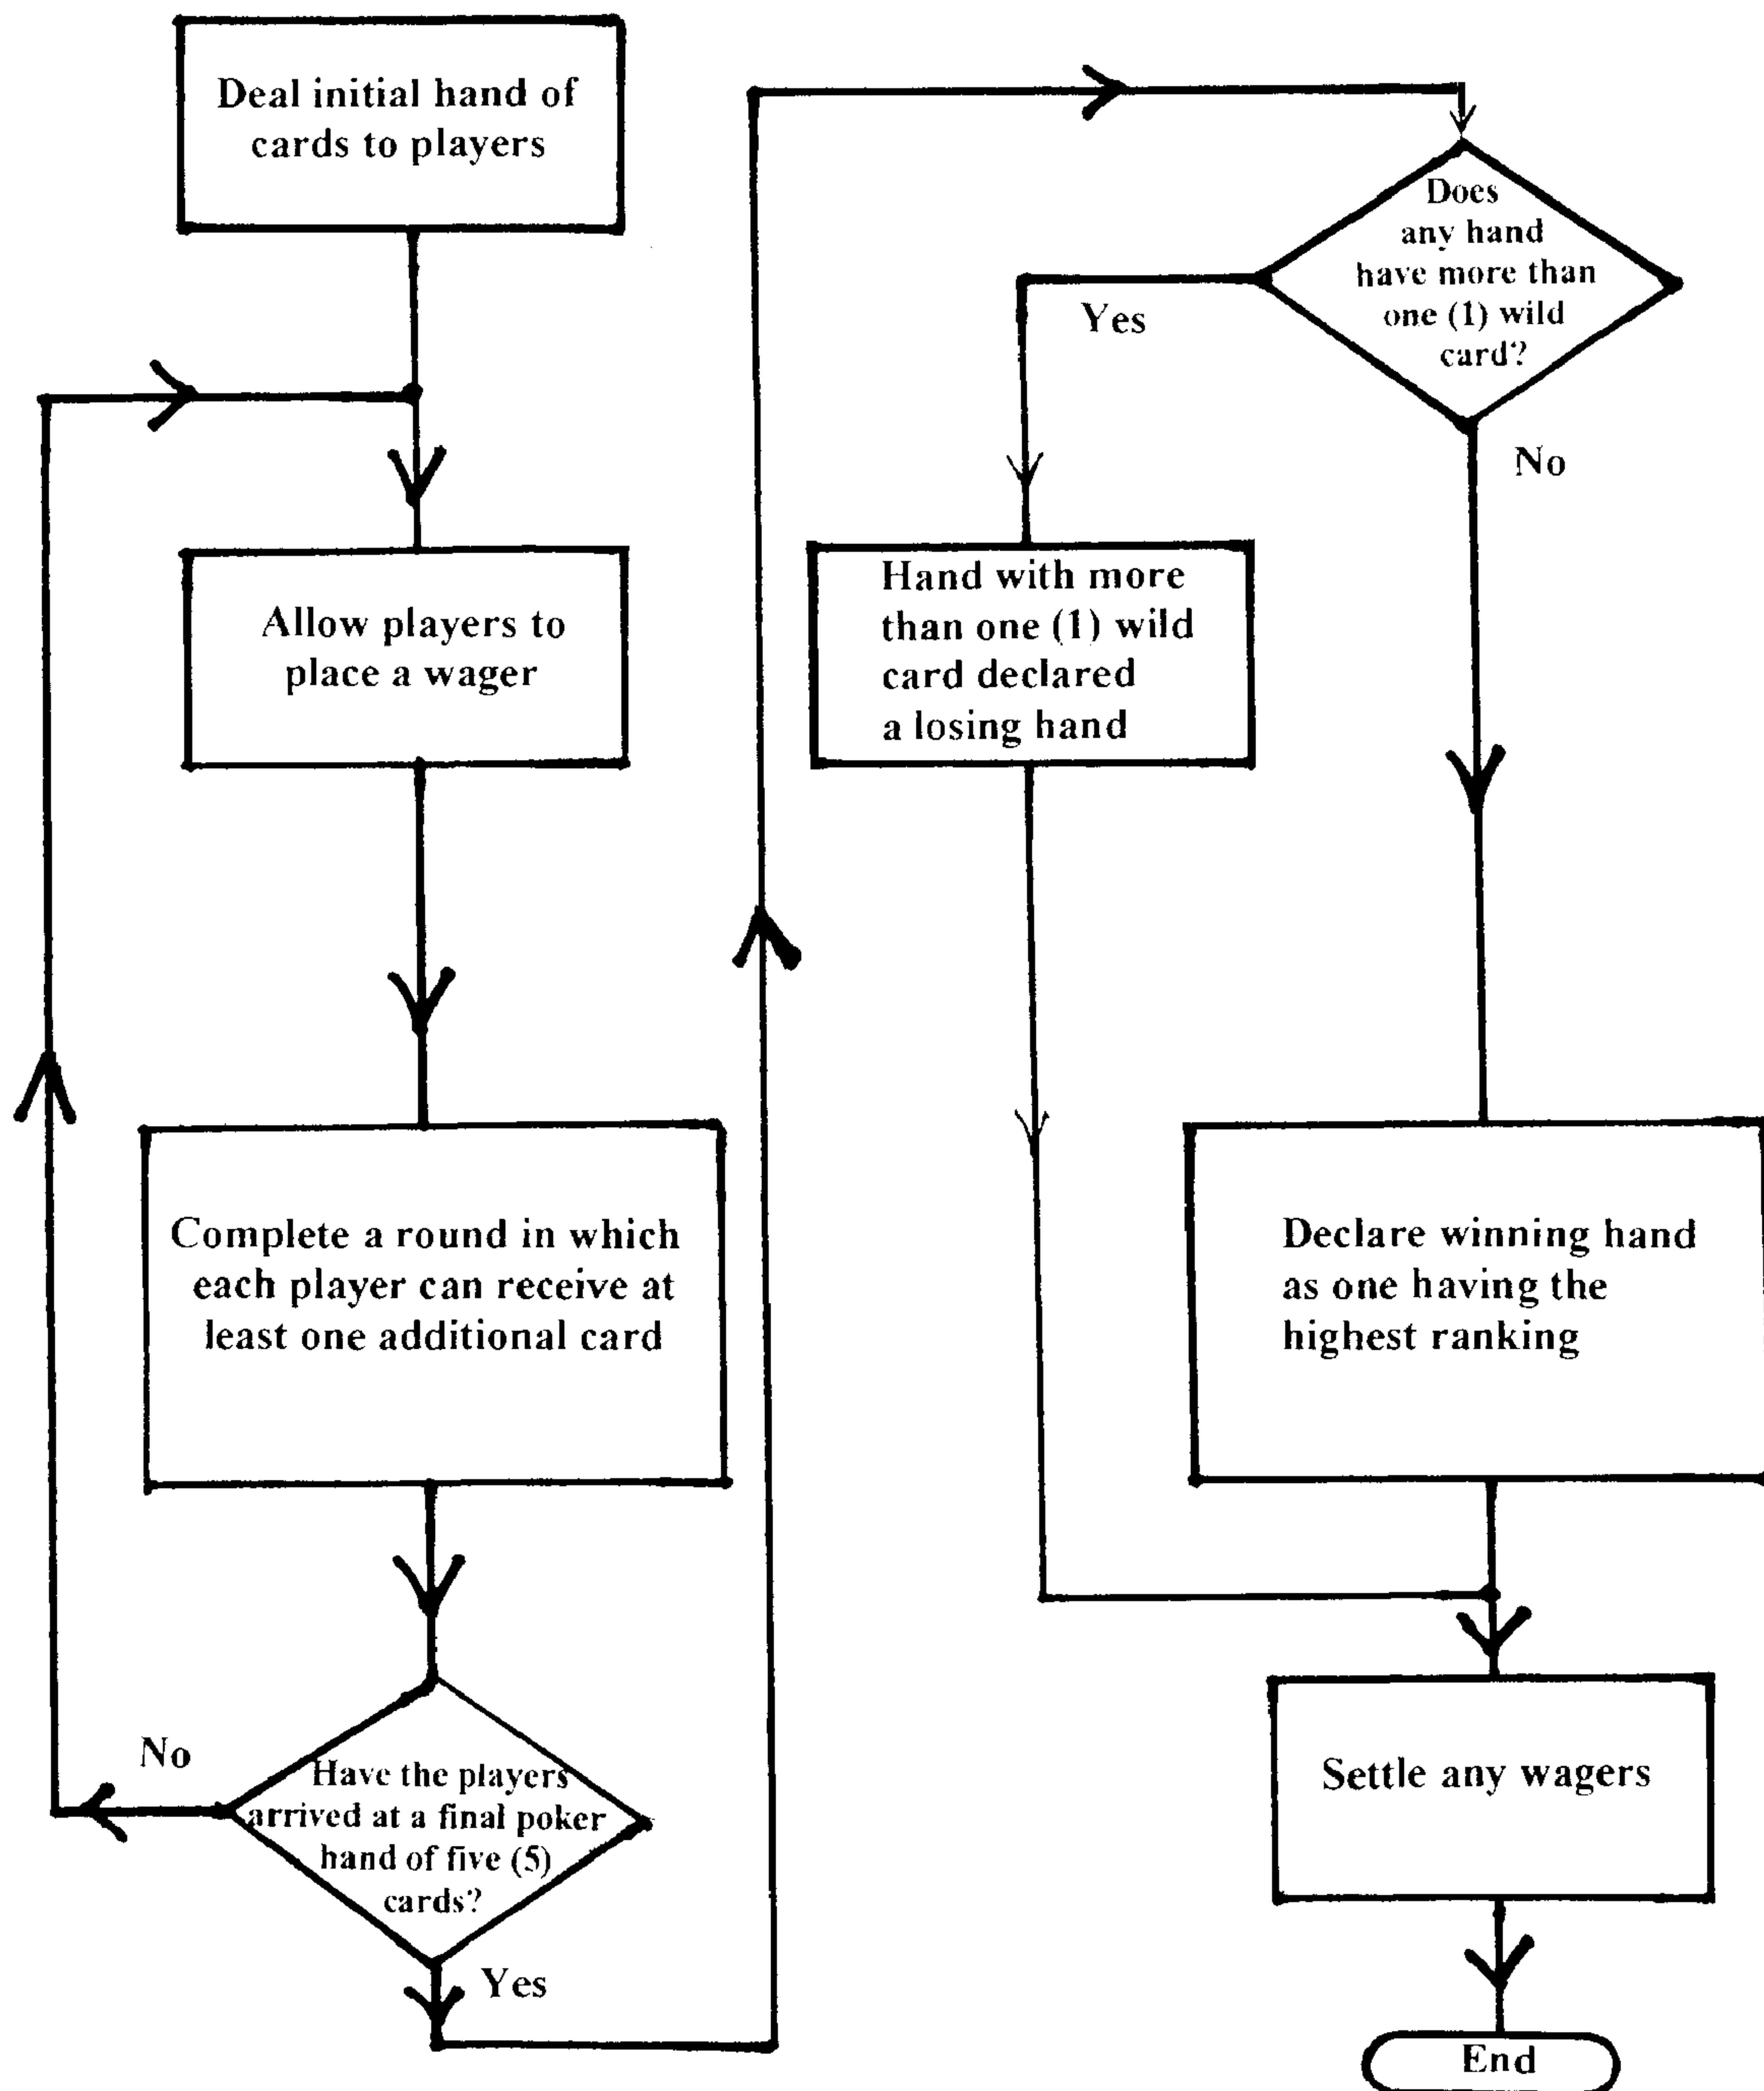 Deal initial hand of
cards to players
Allow players to
place a wager
Complete a round in which
each player can receive at
least one additional card
No
Have the players
arrived at a final poker
hand of five (5)
cards?
Yes
Does
any hand
have more than
one (1) wild
card?
Yes
No
Hand with more
than one (1) wild
card declared
a losing hand
Declare winning hand
as one having the
highest ranking
Settle any wagers
End